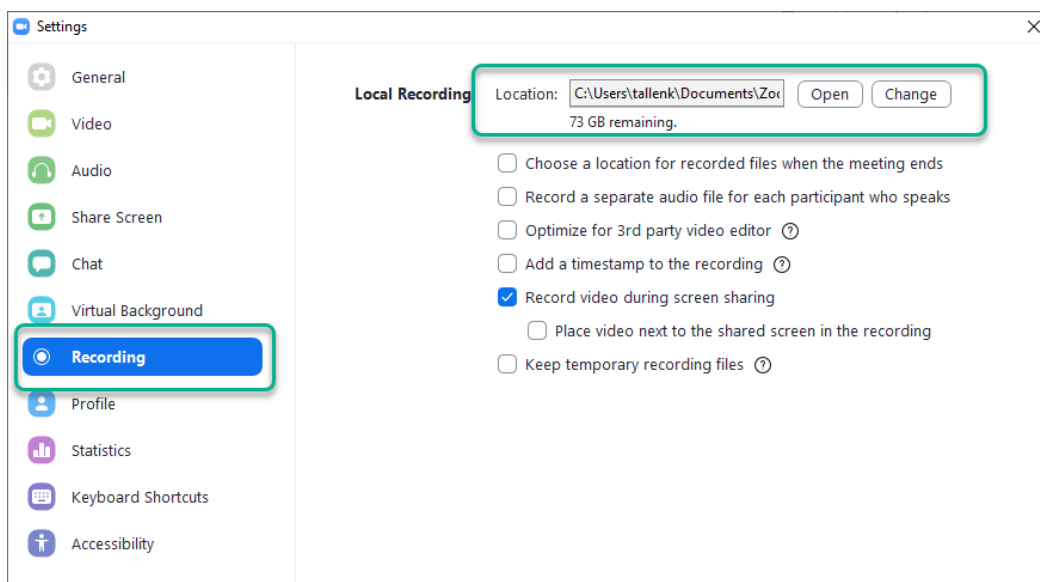 Settings
General
Video
Audio
Share Screen
Chat
Virtual Background
Recording
Profile
Statistics
Keyboard Shortcuts
Accessibility
Local Recording Location: C:\Users\tallenk\Documents\Zoo Open Change
73 GB remaining.
Choose a location for recorded files when the meeting ends
Record a separate audio file for each participant who speaks
Optimize for 3rd party video editor ?
Add a timestamp to the recording ?
Record video during screen sharing
Place video next to the shared screen in the recording
Keep temporary recording files ?